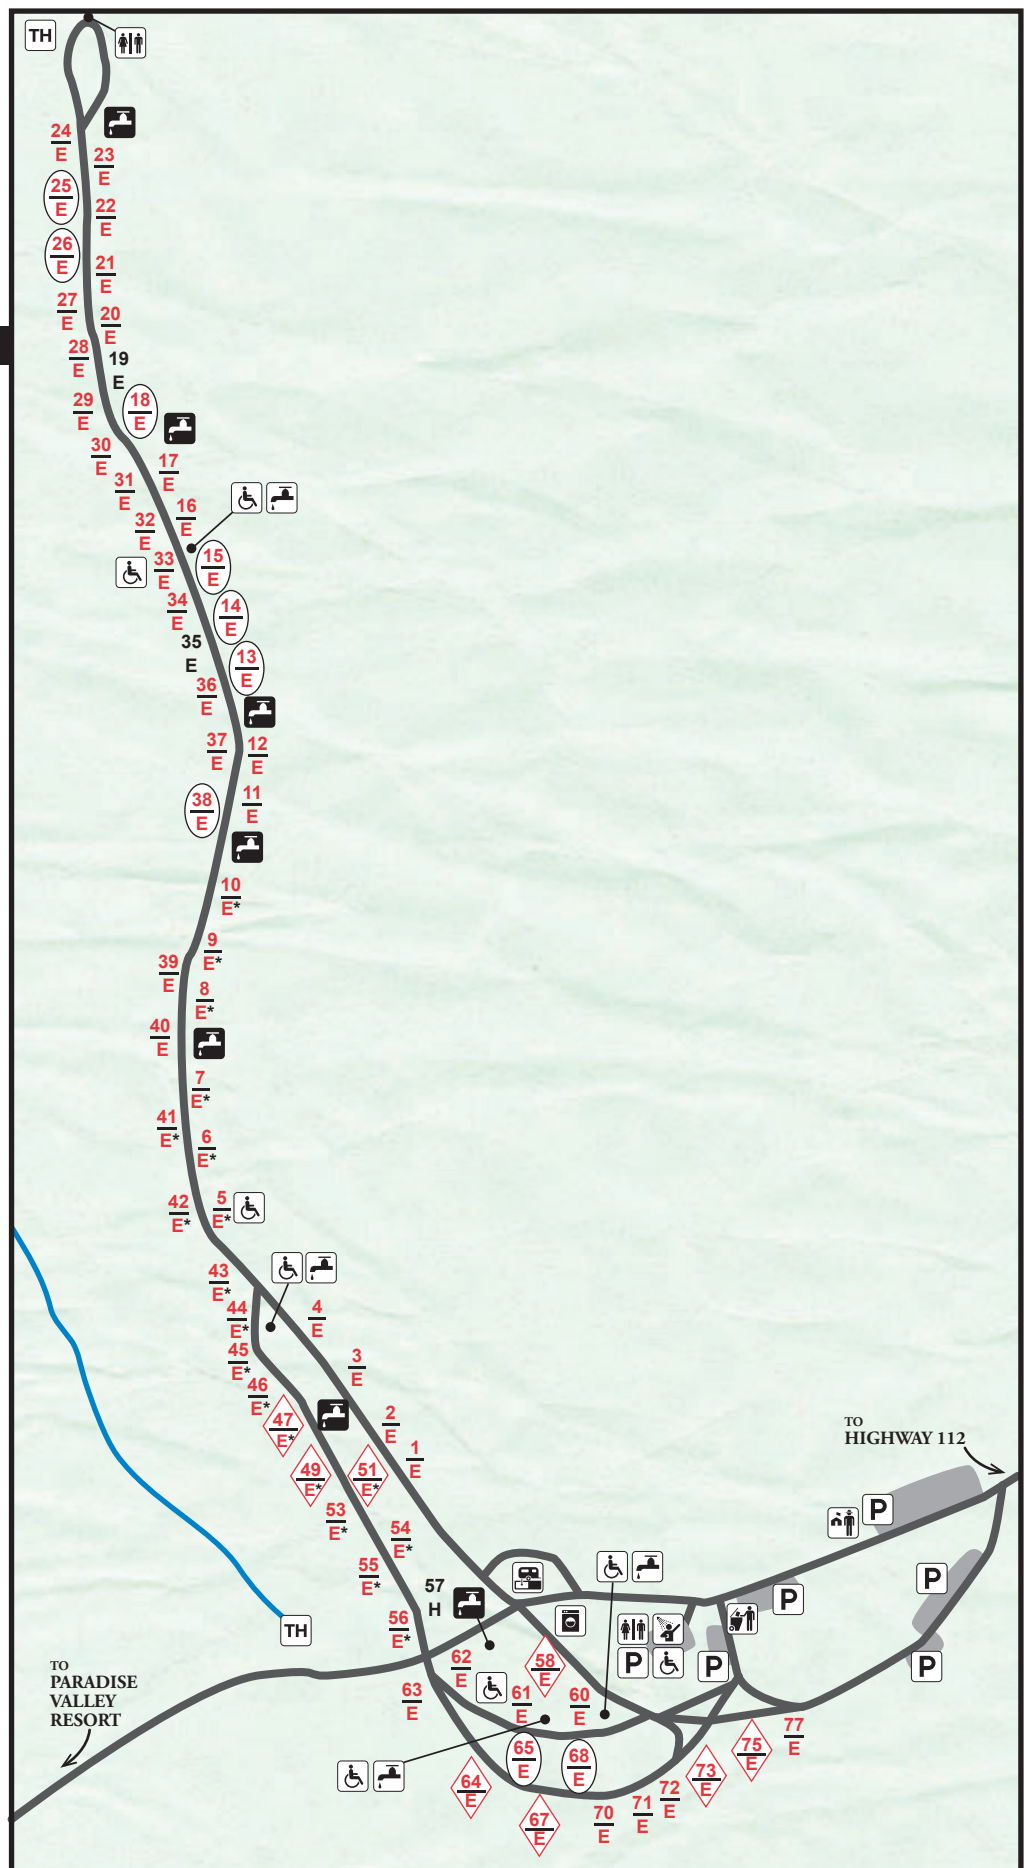 TH
24
E
23
E
25
E
22
E
26
E
21
E
27
E
20
E
28
E
19
E
29
E
18
E
30
E
17
E
31
E
16
E
32
E
15
E
33
E
34
E
14
E
35
E
13
E
36
E
37
E
12
E
38
E
11
E
10
E*
9
E*
39
E
8
E*
40
E
7
E*
41
E*
6
E*
42
E*
5
E*
43
E*
44
E*
4
E
45
E*
3
E
46
E*
47
E*
2
E
1
E
49
E*
51
E*
53
E*
54
E*
55
E*
57
H
56
E*
TH
62
E
63
E
58
E
61
E
60
E
65
E
68
E
64
E
67
E
70
E
71
E
72
E
73
E
75
E
77
E
TO
HIGHWAY 112
P
P
P
P
P
P
TO
PARADISE
VALLEY
RESORT